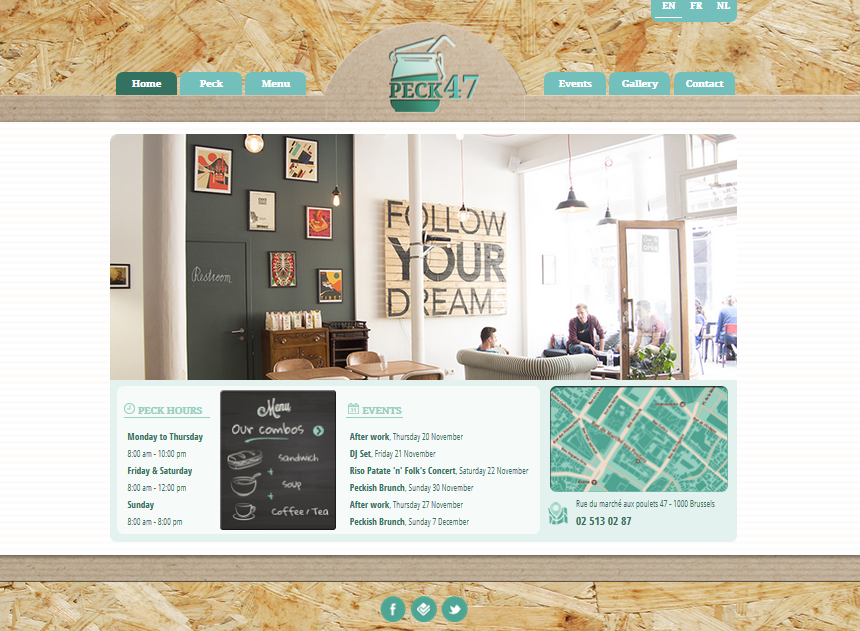 EN FR NL
Home Peck Menu
PECK 47
Events Gallery Contact
FOLLOW
YOUR
DREAM
Restroom
PECK HOURS
Monday to Thursday
8:00 am - 10:00 pm
Friday & Saturday
8:00 am - 12:00 pm
Sunday
8:00 am - 8:00 pm
Menu
Our combos
Sandwich
+
Soup
+
Coffee / Tea
EVENTS
After work, Thursday 20 November
DJ Set, Friday 21 November
Riso Patate 'n' Folk's Concert, Saturday 22 November
Peckish Brunch, Sunday 30 November
After work, Thursday 27 November
Peckish Brunch, Sunday 7 December
Rue du marché aux poulets 47 - 1000 Brussels
02 513 02 87